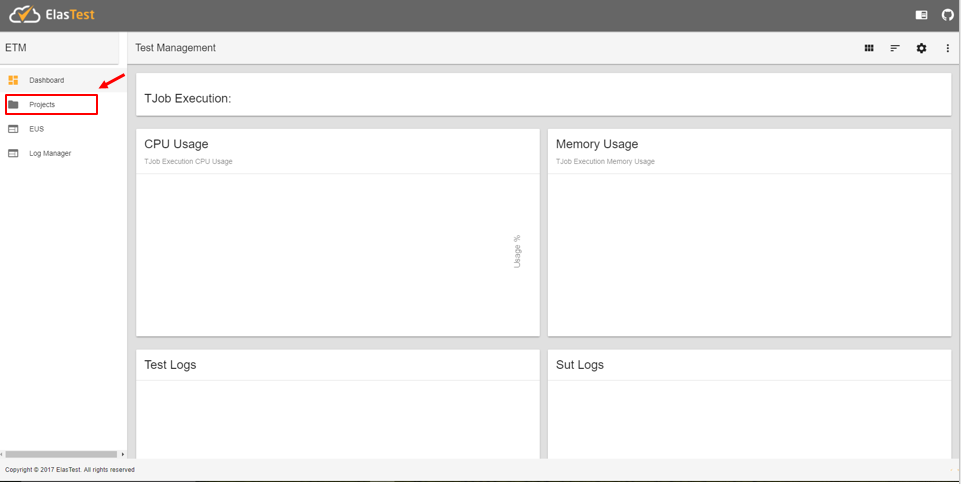 ElasTest
ETM
Test Management
Dashboard
Projects
EUS
Log Manager
TJob Execution:
CPU Usage
TJob Execution CPU Usage
Usage %
Memory Usage
TJob Execution Memory Usage
Test Logs
Sut Logs
Copyright © 2017 ElasTest. All rights reserved